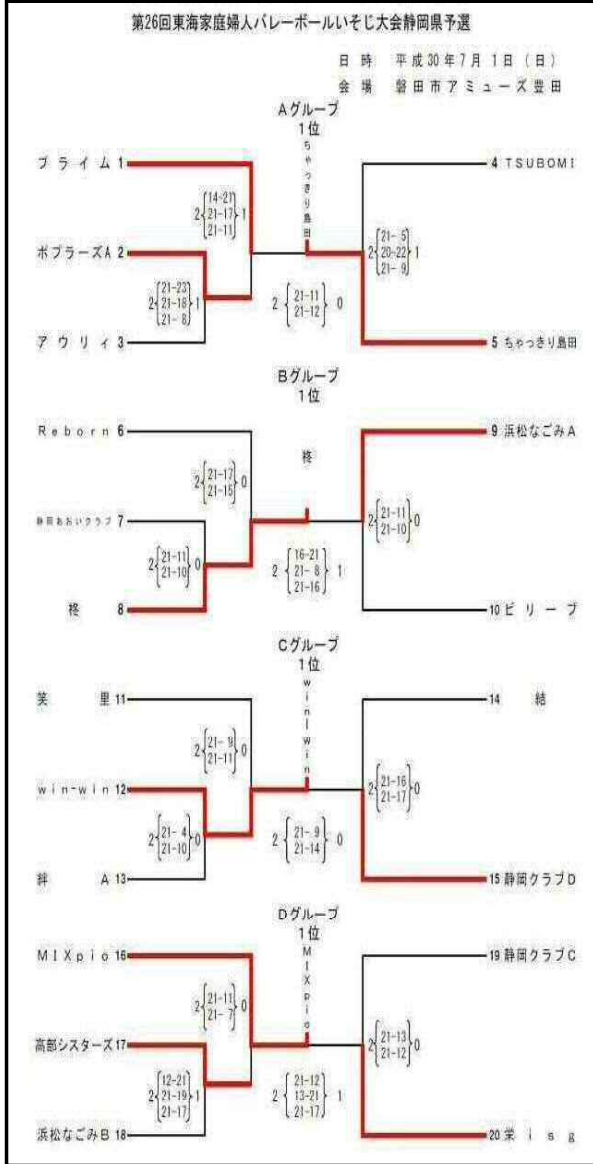 第26回東海家庭婦人バレーボールいそじ大会静岡県予選
日時 平成30年7月1日(日)
会場 磐田市アミューズ豊田
Aグループ
1位
ちゃっきり島田
プライム 1
4 TSUBOMI
2 14-21 1
21-17
21-11
ポプラーズA 2
2 21-5 1
20-22
21-9
2 21-23 1
21-18
21-8
2 21-11 0
21-12
アウリィ 3
5 ちゃっきり島田
Bグループ
1位
柊
Reborn 6
9 浜松なごみA
2 21-17 0
21-15
静岡あおいクラブ 7
2 21-11 0
21-10
2 21-11 0
21-10
2 16-21 1
21-8
21-16
柊 8
10 ビリーブ
Cグループ
1位
win-win
笑里 11
14 結
2 21-9 0
21-11
win-win 12
2 21-16 0
21-17
2 21-4 0
21-10
2 21-9 0
21-14
絆A 13
15 静岡クラブD
Dグループ
1位
MIXpio
MIXpio 16
19 静岡クラブC
2 21-11 0
21-7
高部シスターズ 17
2 21-13 0
21-12
2 12-21 1
21-19
21-17
2 21-12 1
13-21
21-17
浜松なごみB 18
20 栄isg